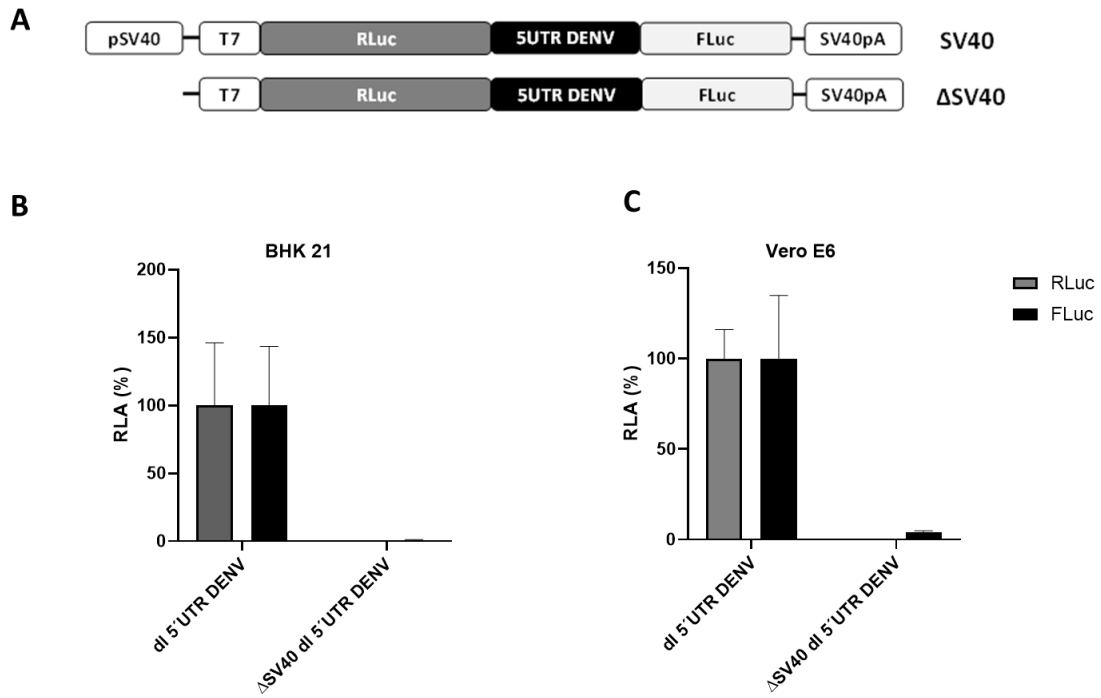 A
pSV40 T7 RLuc 5UTR DENV FLuc SV40pA SV40
T7 RLuc 5UTR DENV FLuc SV40pA ΔSV40
B
BHK 21
200
150
100
50
0
RLA (%)
dl 5´UTR DENV
ΔSV40 dl 5´UTR DENV
C
Vero E6
150
100
50
0
RLA (%)
dl 5´UTR DENV
ΔSV40 dl 5´UTR DENV
RLuc
FLuc